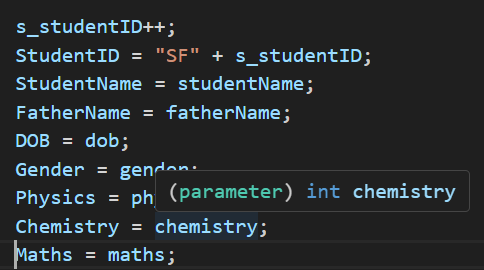 s_studentID++;
StudentID = "SF" + s_studentID;
StudentName = studentName;
FatherName = fatherName;
DOB = dob;
Gender = gender;
Physics = ph
(parameter) int chemistry
Chemistry = chemistry;
Maths = maths;